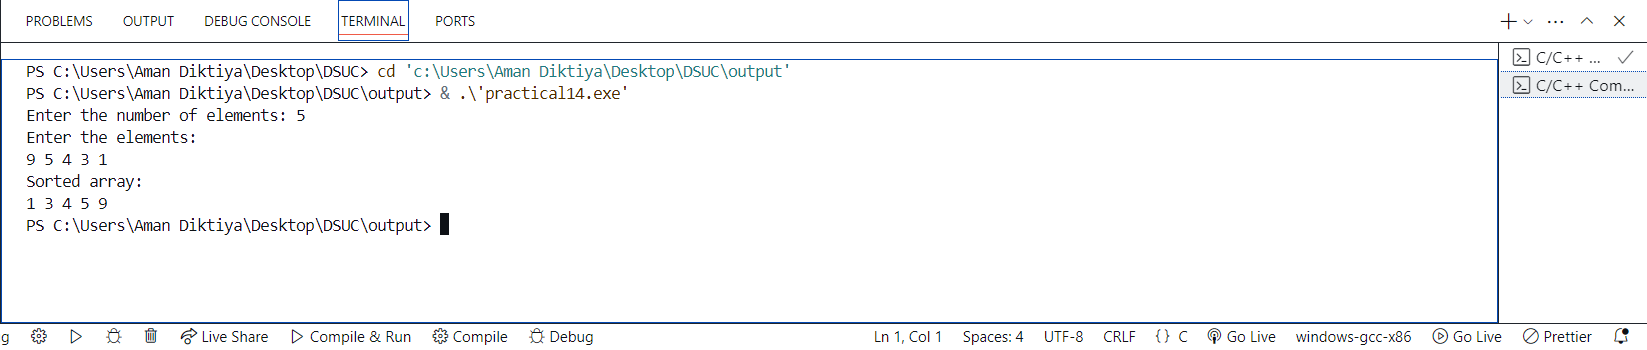 PROBLEMS OUTPUT DEBUG CONSOLE TERMINAL PORTS
PS C:\Users\Aman Diktiya\Desktop\DSUC> cd 'c:\Users\Aman Diktiya\Desktop\DSUC\output'
PS C:\Users\Aman Diktiya\Desktop\DSUC\output> & .\'practical14.exe'
Enter the number of elements: 5
Enter the elements:
9 5 4 3 1
Sorted array:
1 3 4 5 9
PS C:\Users\Aman Diktiya\Desktop\DSUC\output>
C/C++ ...
C/C++ Com...
g Live Share Compile & Run Compile Debug Ln 1, Col 1 Spaces: 4 UTF-8 CRLF {} C Go Live windows-gcc-x86 Go Live Prettier